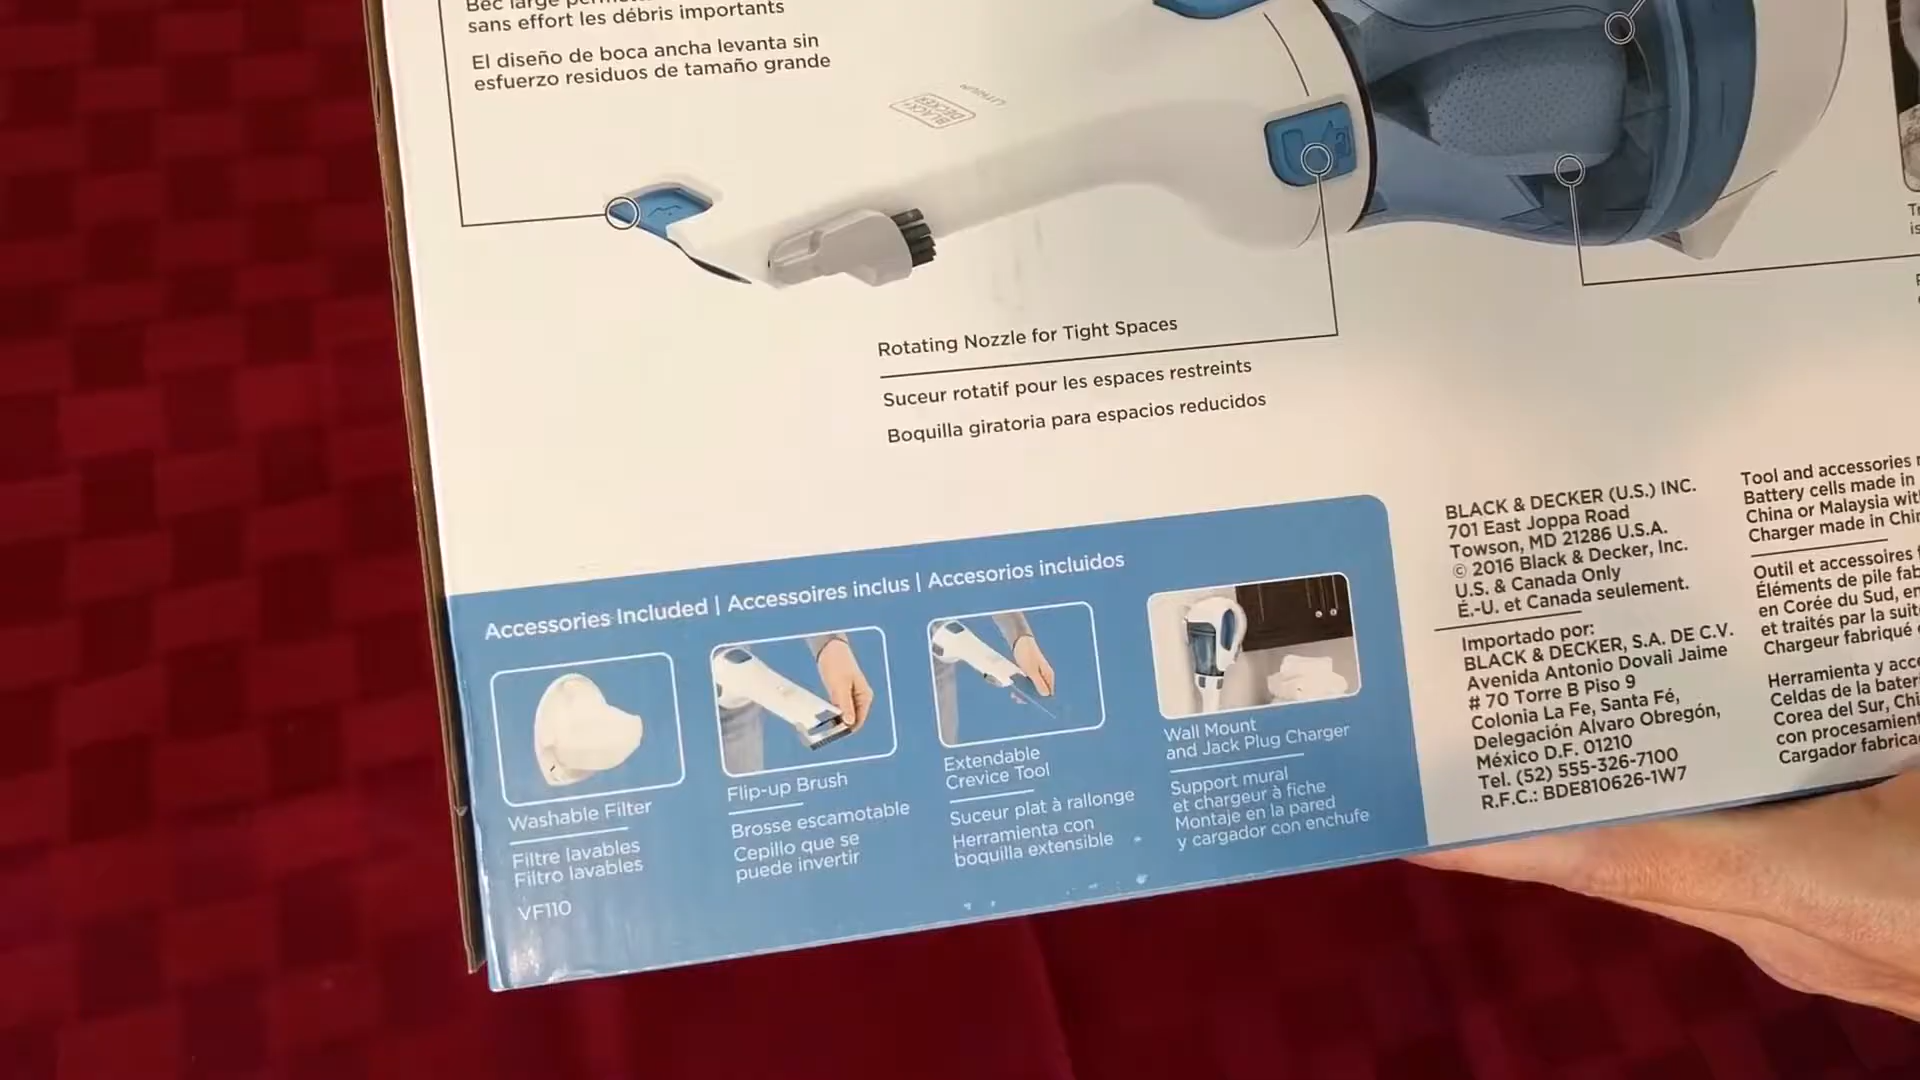 Bec large
sans effort les débris importants
El diseño de boca ancha levanta sin
esfuerzo residuos de tamaño grande
BLACK+
DECKER
LITHIUM
Rotating Nozzle for Tight Spaces
Suceur rotatif pour les espaces restreints
Boquilla giratoria para espacios reducidos
Accessories Included | Accessoires inclus | Accesorios incluidos
Washable Filter
Filtre lavables
Filtro lavables
VF110
Flip-up Brush
Brosse escamotable
Cepillo que se
puede invertir
Extendable
Crevice Tool
Suceur plat à rallonge
Herramienta con
boquilla extensible
Wall Mount
and Jack Plug Charger
Support mural
et chargeur à fiche
Montaje en la pared
y cargador con enchufe
BLACK & DECKER (U.S.) INC.
701 East Joppa Road
Towson, MD 21286 U.S.A.
© 2016 Black & Decker, Inc.
U.S. & Canada Only
É.-U. et Canada seulement.
Importado por:
BLACK & DECKER, S.A. DE C.V.
Avenida Antonio Dovali Jaime
# 70 Torre B Piso 9
Colonia La Fe, Santa Fé,
Delegación Alvaro Obregón,
México D.F. 01210
Tel. (52) 555-326-7100
R.F.C.: BDE810626-1W7
Tool and accessories
Battery cells made in
China or Malaysia
Charger made in
Outil et accessoires
Éléments de pile
en Corée du Sud, en
et traités par la
Chargeur fabriqué
Herramienta y
Celdas de la
Corea del Sur,
con
Cargador